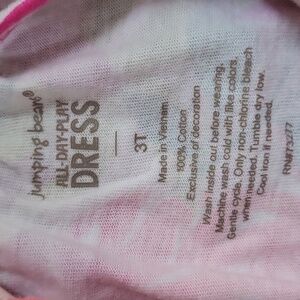 jumping beans®
ALL-DAY-PLAY
DRESS
3T
Made in Vietnam
100% Cotton
Exclusive of decoration
Wash inside out before wearing.
Machine wash cold with like colors.
Gentle cycle. Only non-chlorine bleach
when needed. Tumble dry low.
Cool iron if needed.
RN#73277